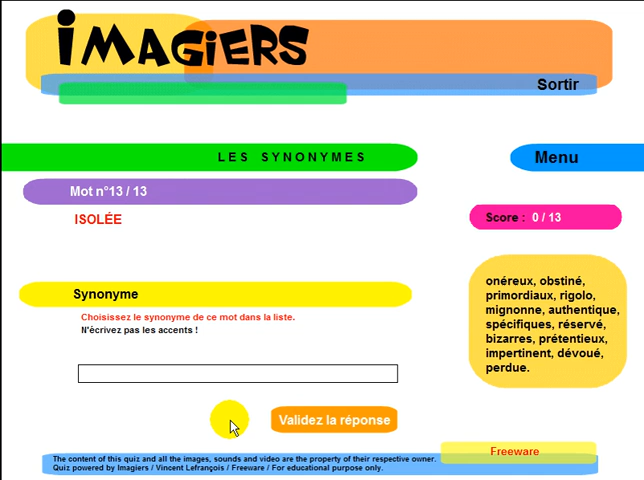 iMAGiERS
Sortir
LES SYNONYMES
Menu
Mot n°13 / 13
ISOLÉE
Score : 0 / 13
Synonyme
Choisissez le synonyme de ce mot dans la liste.
N'écrivez pas les accents !
onéreux, obstiné,
primordiaux, rigolo,
mignonne, authentique,
spécifiques, réservé,
bizarres, prétentieux,
impertinent, dévoué,
perdue.
Validez la réponse
Freeware
The content of this quiz and all the images, sounds and video are the property of their respective owner.
Quiz powered by Imagiers / Vincent Lefrançois / Freeware / For educational purpose only.